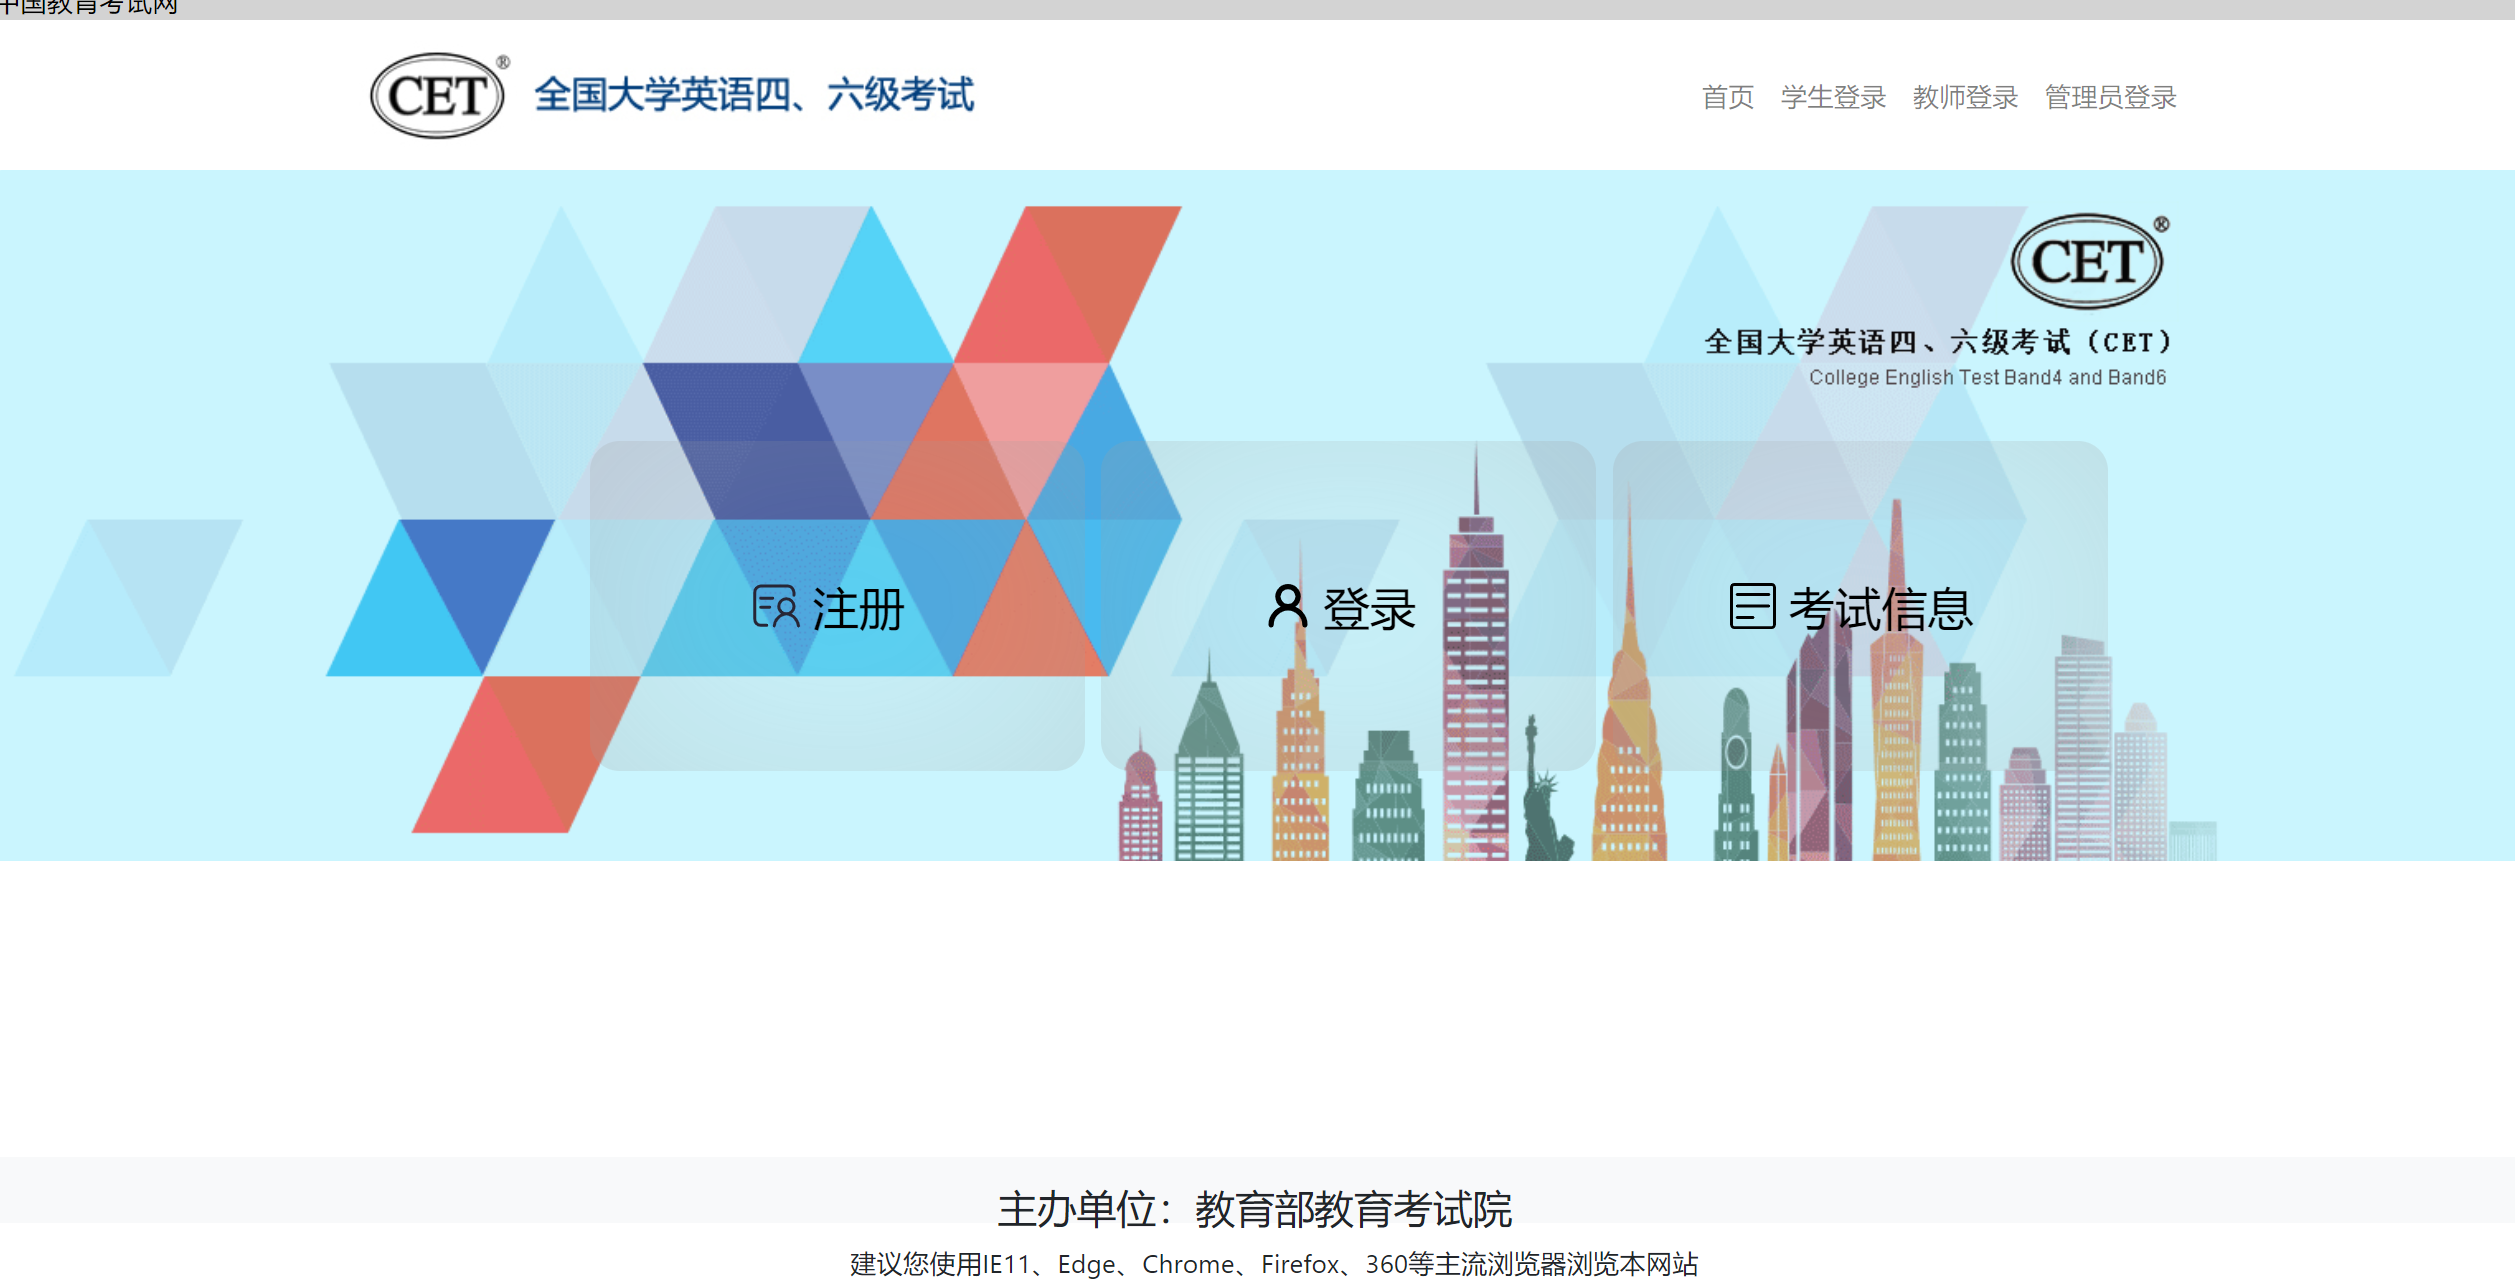 中国教育考试网
CET® 全国大学英语四、六级考试
首页 学生登录 教师登录 管理员登录
CET®
全国大学英语四、六级考试（CET）
College English Test Band4 and Band6
注册
登录
考试信息
主办单位：教育部教育考试院
建议您使用IE11、Edge、Chrome、Firefox、360等主流浏览器浏览本网站